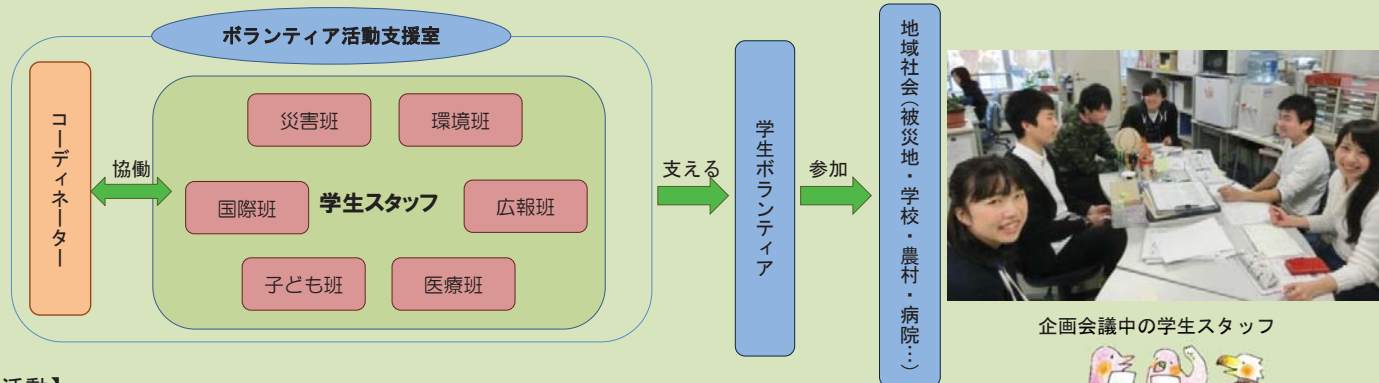 ボランティア活動支援室
コーディネーター
協働
災害班
環境班
国際班
学生スタッフ
広報班
子ども班
医療班
支える
学生ボランティア
参加
地域社会(被災地・学校・農村・病院…)
企画会議中の学生スタッフ
活動】